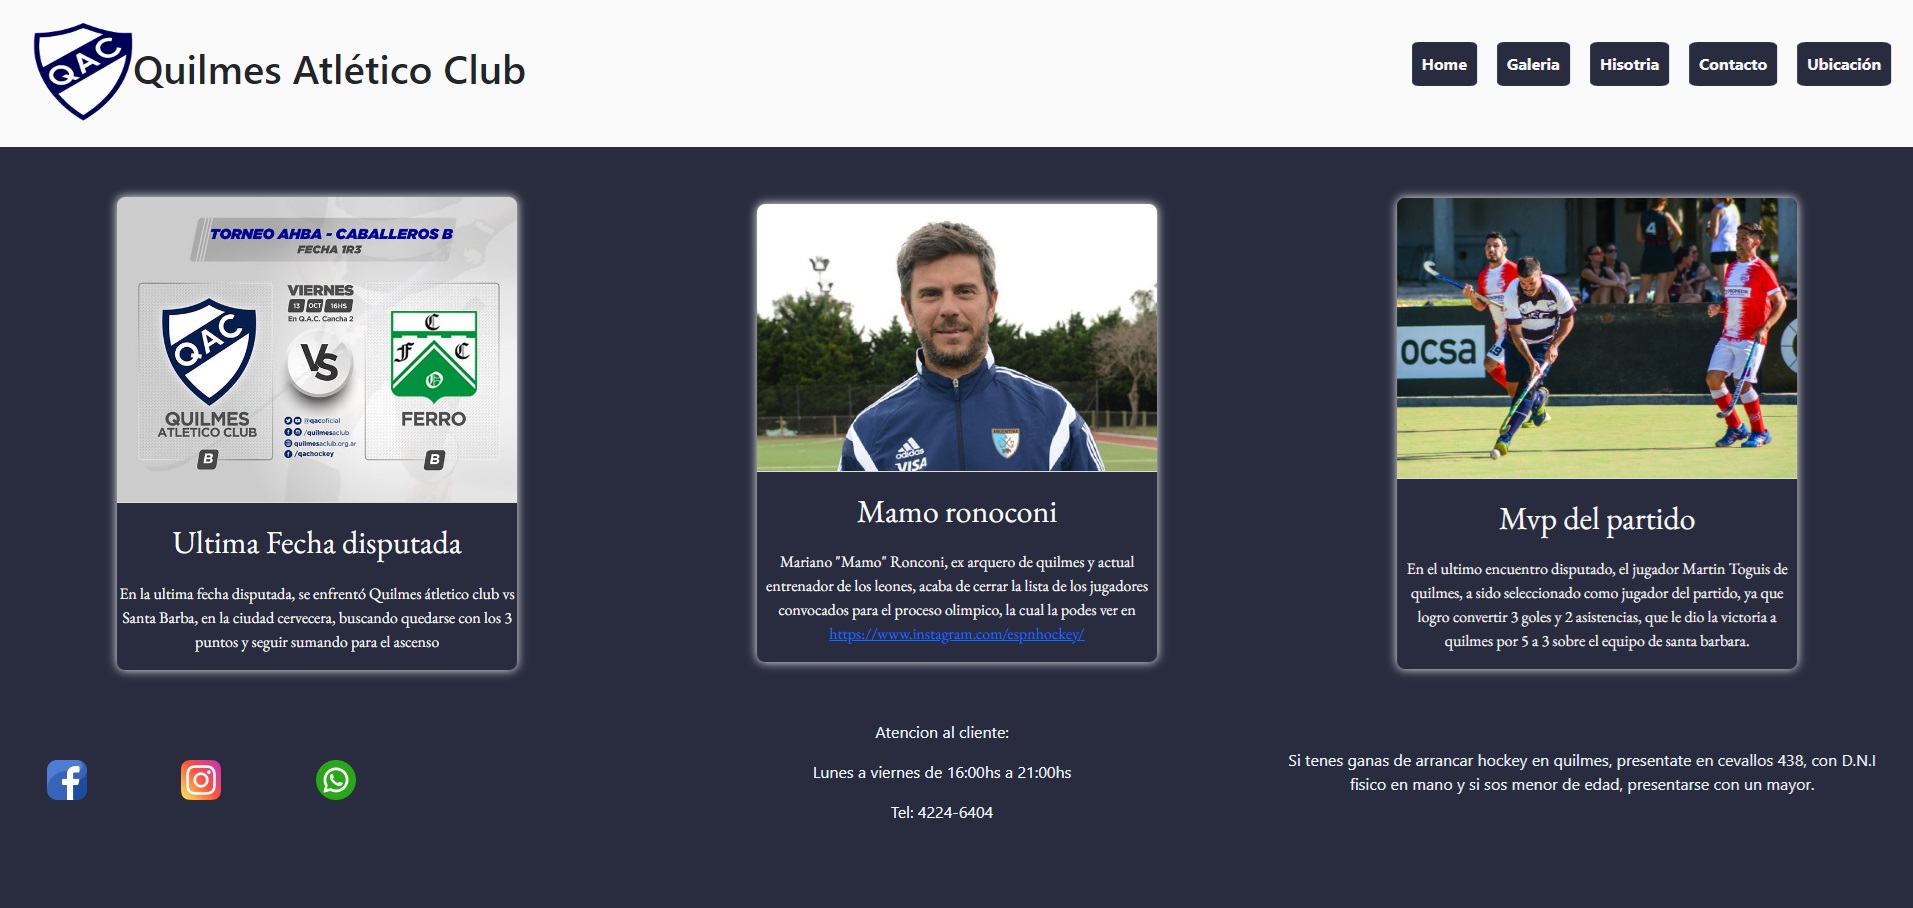 QAC
Quilmes Atlético Club
Home
Galeria
Hisotria
Contacto
Ubicación
TORNEO AHBA - CABALLEROS B
FECHA 1R3
VIERNES
13 OCT 16HS
En Q.A.C. Cancha 2
QAC
VS
C
F C
O
QUILMES
ATLETICO CLUB
B
FERRO
B
@qacoficial
/quilmesaclub
quilmesaclub.org.ar
/qachockey
Ultima Fecha disputada
En la ultima fecha disputada, se enfrentó Quilmes átletico club vs
Santa Barba, en la ciudad cervecera, buscando quedarse con los 3
puntos y seguir sumando para el ascenso
adidas
VISA
ARGENTINA
Mamo ronoconi
Mariano "Mamo" Ronconi, ex arquero de quilmes y actual
entrenador de los leones, acaba de cerrar la lista de los jugadores
convocados para el proceso olimpico, la cual la podes ver en
https://www.instagram.com/espnhockey/
4
ocsa
Mvp del partido
En el ultimo encuentro disputado, el jugador Martin Toguis de
quilmes, a sido seleccionado como jugador del partido, ya que
logro convertir 3 goles y 2 asistencias, que le dio la victoria a
quilmes por 5 a 3 sobre el equipo de santa barbara.
Atencion al cliente:
Lunes a viernes de 16:00hs a 21:00hs
Tel: 4224-6404
Si tenes ganas de arrancar hockey en quilmes, presentate en cevallos 438, con D.N.I
fisico en mano y si sos menor de edad, presentarse con un mayor.